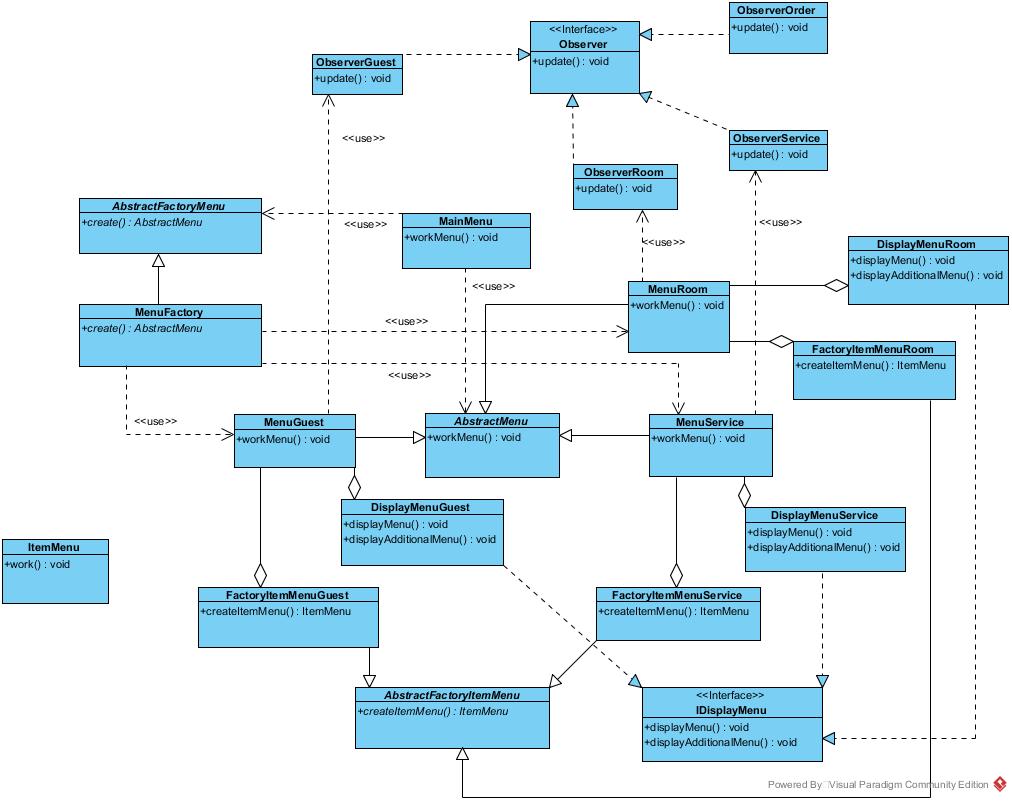 ObserverOrder
+update() : void
<<Interface>>
Observer
+update() : void
ObserverGuest
+update() : void
<<use>>
ObserverService
+update() : void
ObserverRoom
+update() : void
AbstractFactoryMenu
+create() : AbstractMenu
<<use>>
MainMenu
+workMenu() : void
<<use>>
<<use>>
DisplayMenuRoom
+displayMenu() : void
+displayAdditionalMenu() : void
<<use>>
MenuRoom
+workMenu() : void
MenuFactory
+create() : AbstractMenu
<<use>>
FactoryItemMenuRoom
+createItemMenu() : ItemMenu
<<use>>
<<use>>
MenuGuest
+workMenu() : void
AbstractMenu
+workMenu() : void
MenuService
+workMenu() : void
DisplayMenuGuest
+displayMenu() : void
+displayAdditionalMenu() : void
DisplayMenuService
+displayMenu() : void
+displayAdditionalMenu() : void
ItemMenu
+work() : void
FactoryItemMenuGuest
+createItemMenu() : ItemMenu
FactoryItemMenuService
+createItemMenu() : ItemMenu
AbstractFactoryItemMenu
+createItemMenu() : ItemMenu
<<Interface>>
IDisplayMenu
+displayMenu() : void
+displayAdditionalMenu() : void
Powered By Visual Paradigm Community Edition